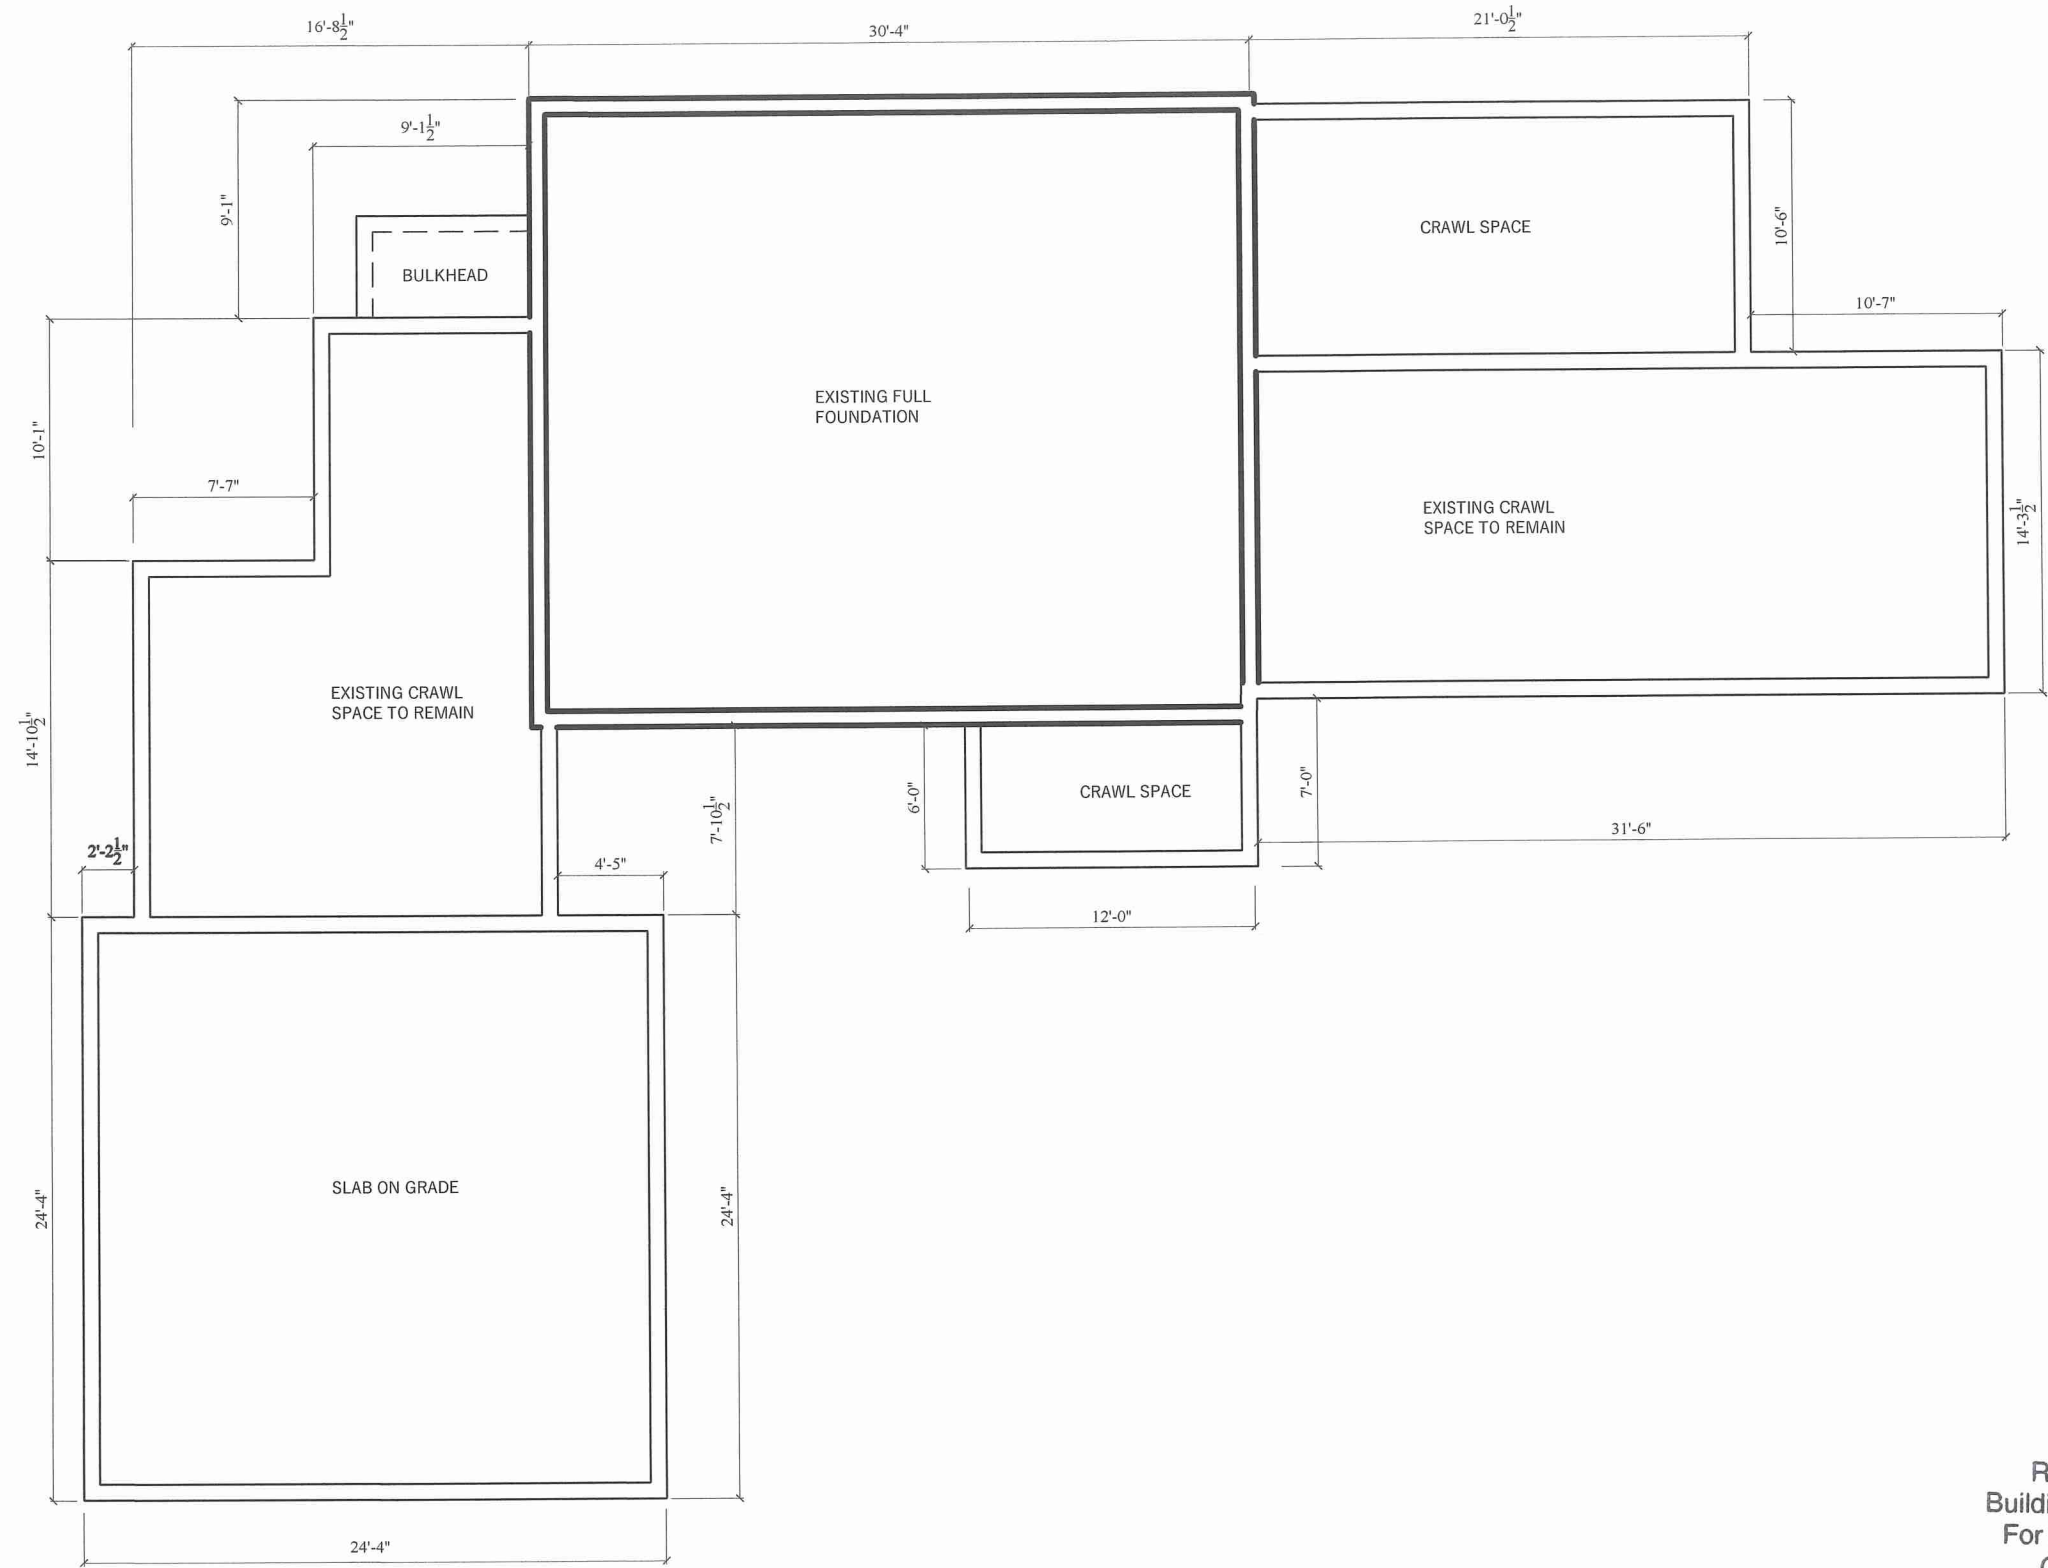 16'-8½"
30'-4"
21'-0½"
9'-1½"
9'-1"
CRAWL SPACE
10'-6"
BULKHEAD
10'-7"
EXISTING FULL
FOUNDATION
10'-1"
7'-7"
EXISTING CRAWL
SPACE TO REMAIN
14'-3½"
EXISTING CRAWL
SPACE TO REMAIN
14'-10½"
7'-10½"
6'-0"
CRAWL SPACE
7'-0"
31'-6"
2'-2½"
4'-5"
12'-0"
SLAB ON GRADE
24'-4"
24'-4"
24'-4"
R
Buildi
For